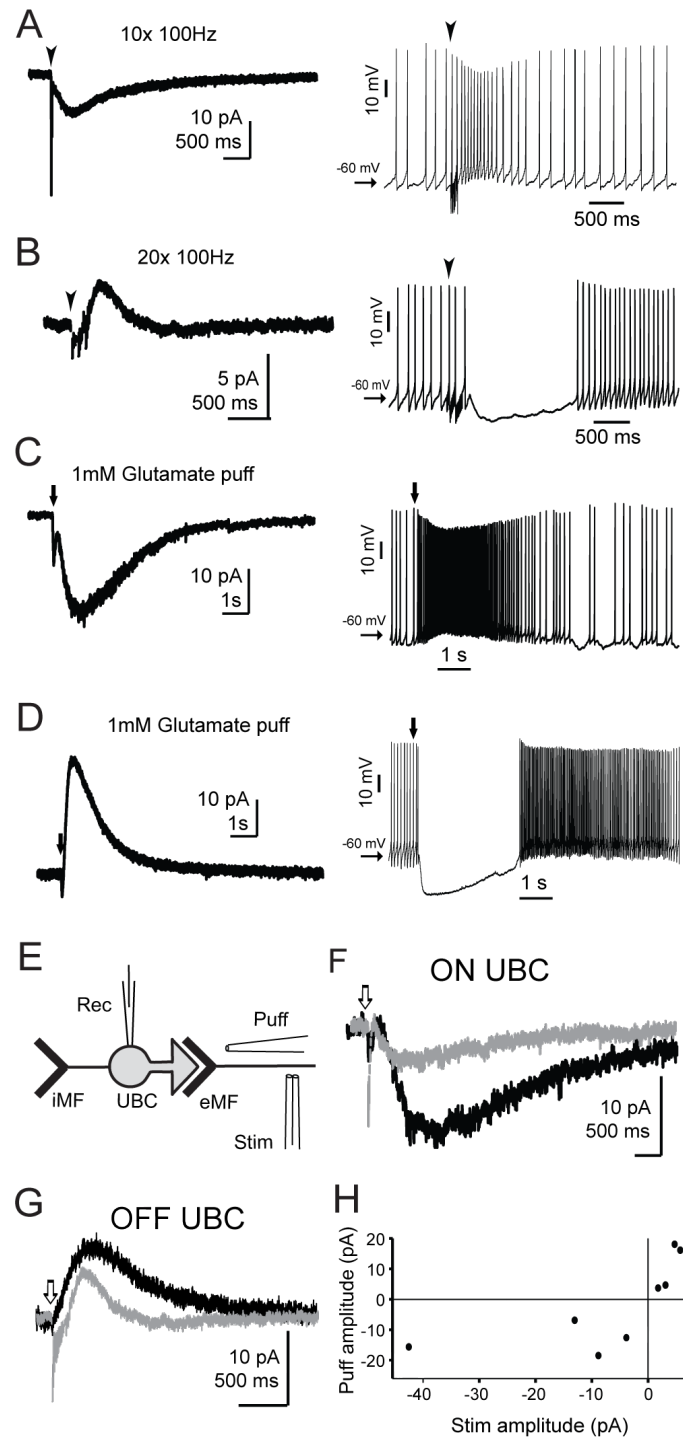 A
10x 100Hz
10 pA
500 ms
10 mV
-60 mV
500 ms
B
20x 100Hz
5 pA
500 ms
10 mV
-60 mV
500 ms
C
1mM Glutamate puff
10 pA
1s
10 mV
-60 mV
1 s
D
1mM Glutamate puff
10 pA
1s
10 mV
-60 mV
1 s
E
Rec
Puff
iMF
UBC
eMF
Stim
F
ON UBC
10 pA
500 ms
G
OFF UBC
10 pA
500 ms
H
Puff amplitude (pA)
20
10
0
-10
-20
-40
-30
-20
-10
0
Stim amplitude (pA)